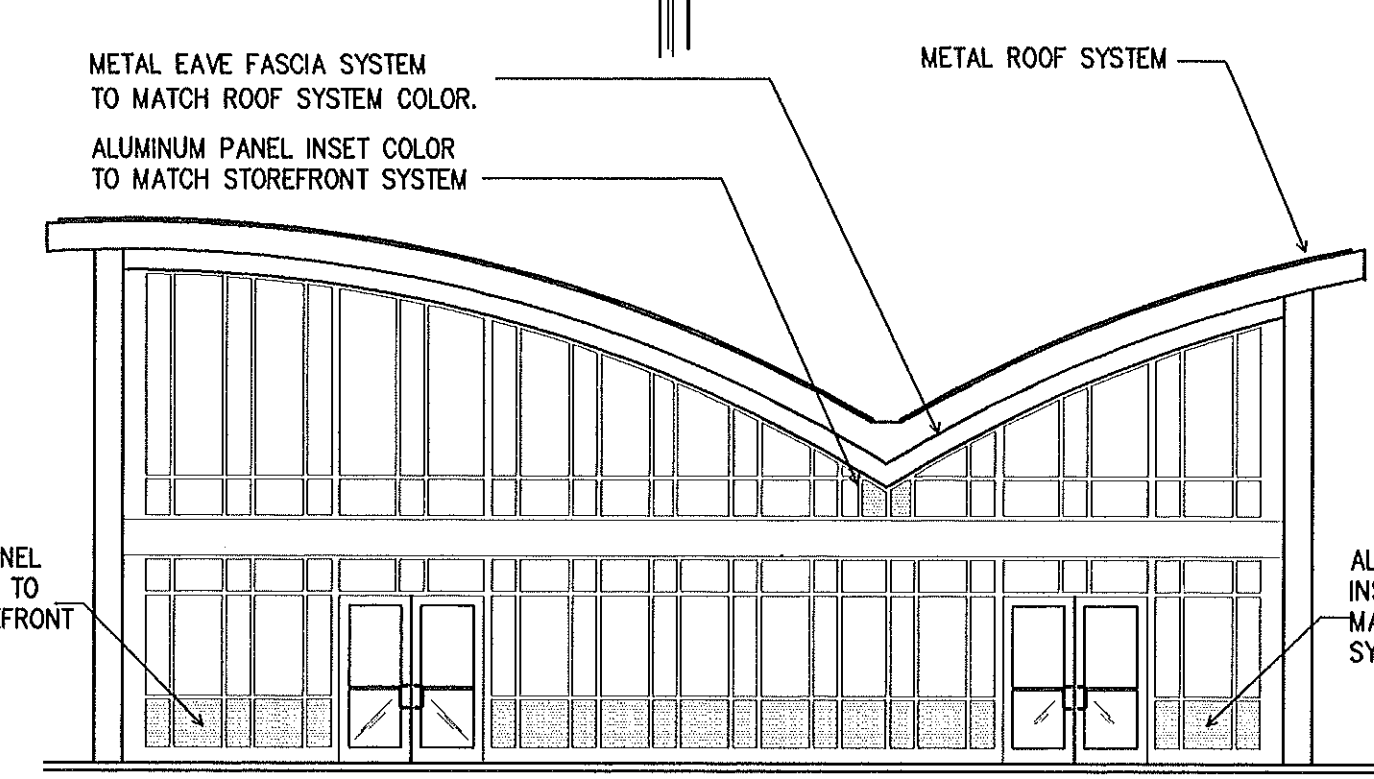 METAL EAVE FASCIA SYSTEM
TO MATCH ROOF SYSTEM COLOR.
METAL ROOF SYSTEM
ALUMINUM PANEL INSET COLOR
TO MATCH STOREFRONT SYSTEM
NEL
TO
FRONT
AL
INS
MA
SY